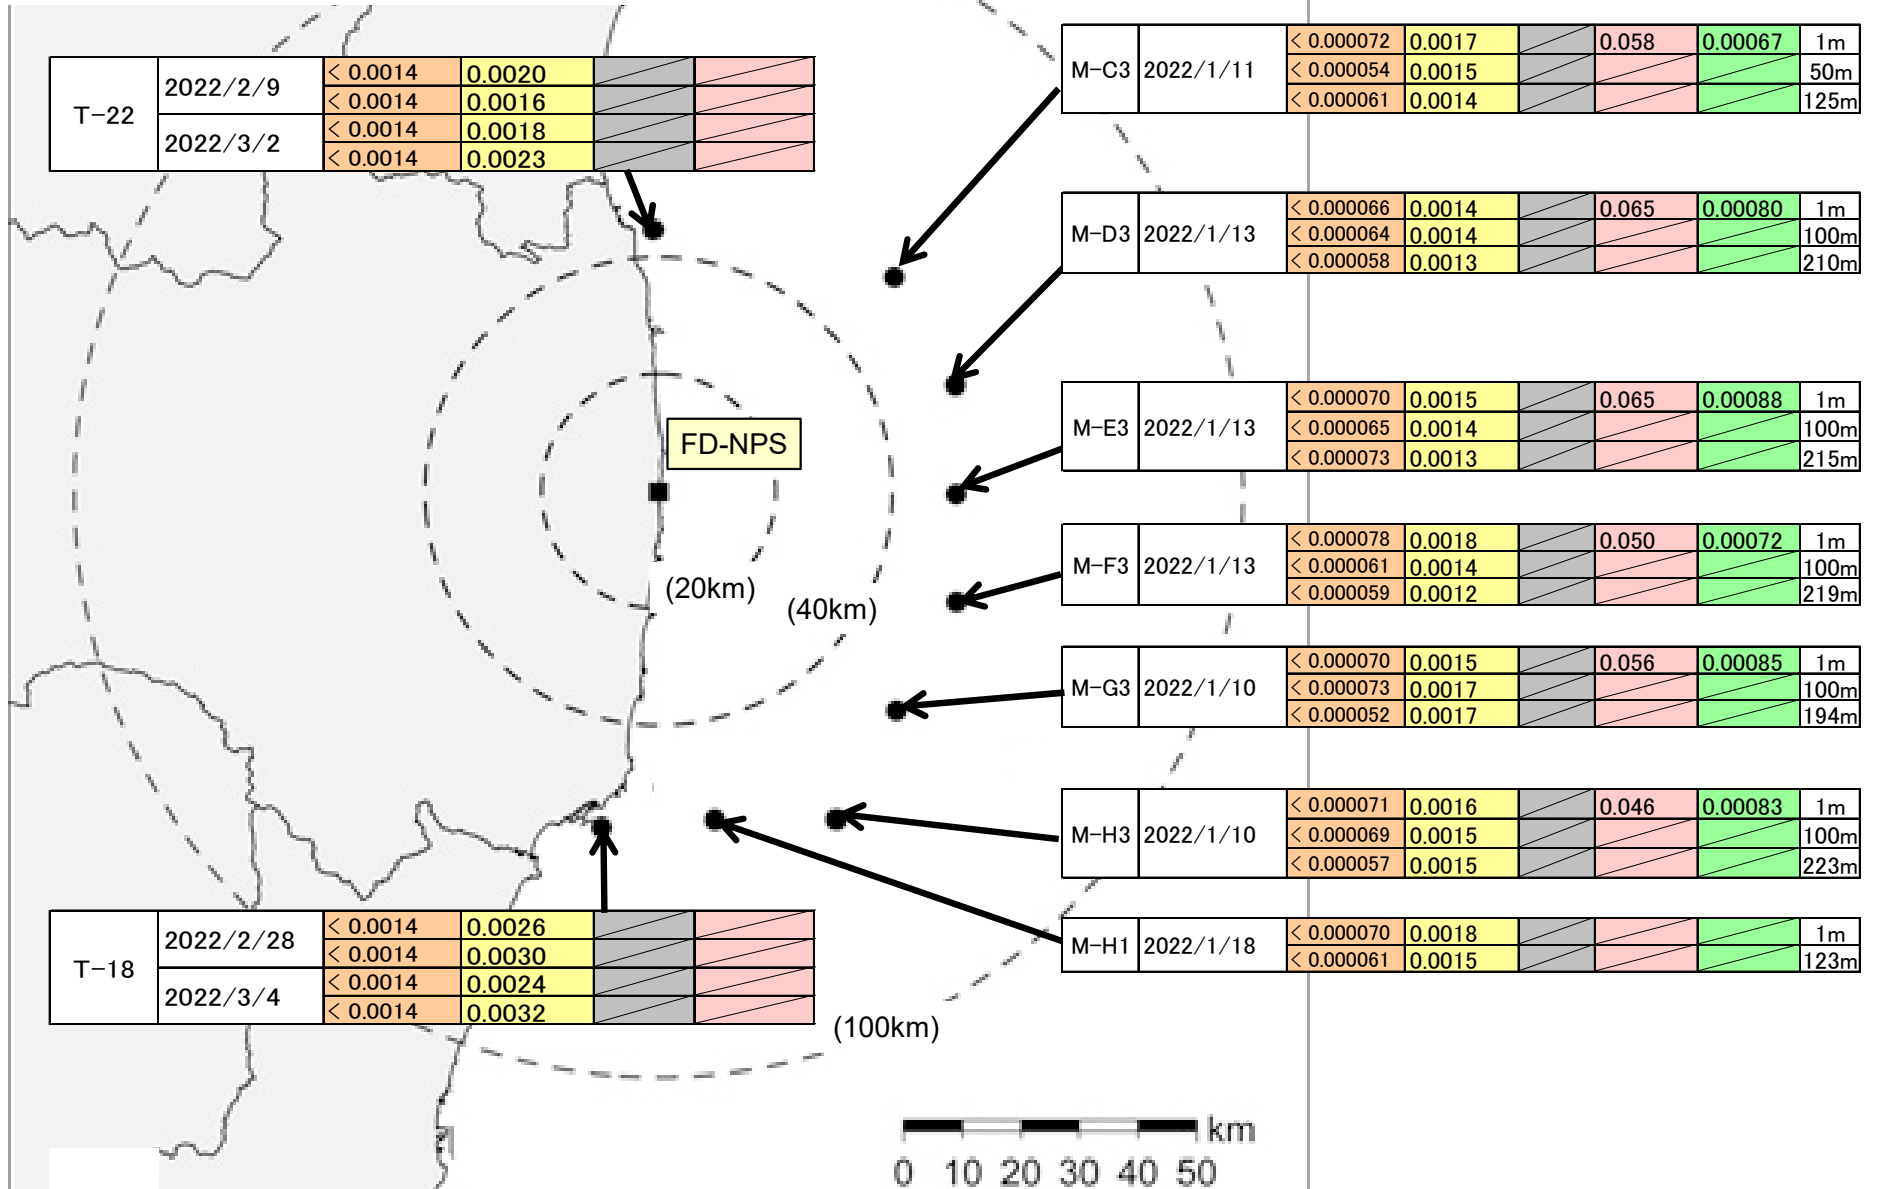 T-22
2022/2/9
< 0.0014 0.0020
< 0.0014 0.0016
2022/3/2
< 0.0014 0.0018
< 0.0014 0.0023
M-C3 2022/1/11
< 0.000072 0.0017 0.058 0.00067 1m
< 0.000054 0.0015 50m
< 0.000061 0.0014 125m
M-D3 2022/1/13
< 0.000066 0.0014 0.065 0.00080 1m
< 0.000064 0.0014 100m
< 0.000058 0.0013 210m
M-E3 2022/1/13
< 0.000070 0.0015 0.065 0.00088 1m
< 0.000065 0.0014 100m
< 0.000073 0.0013 215m
FD-NPS
(20km)
(40km)
M-F3 2022/1/13
< 0.000078 0.0018 0.050 0.00072 1m
< 0.000061 0.0014 100m
< 0.000059 0.0012 219m
M-G3 2022/1/10
< 0.000070 0.0015 0.056 0.00085 1m
< 0.000073 0.0017 100m
< 0.000052 0.0017 194m
M-H3 2022/1/10
< 0.000071 0.0016 0.046 0.00083 1m
< 0.000069 0.0015 100m
< 0.000057 0.0015 223m
M-H1 2022/1/18
< 0.000070 0.0018 1m
< 0.000061 0.0015 123m
T-18
2022/2/28
< 0.0014 0.0026
< 0.0014 0.0030
2022/3/4
< 0.0014 0.0024
< 0.0014 0.0032
(100km)
km
0 10 20 30 40 50